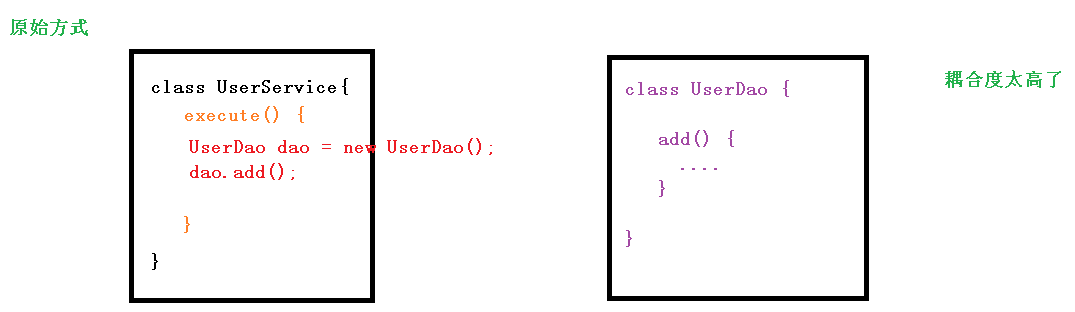 原始方式
class UserService{
execute() {
UserDao dao = new UserDao();
dao.add();
}
}
class UserDao {
add() {
....
}
}
耦合度太高了